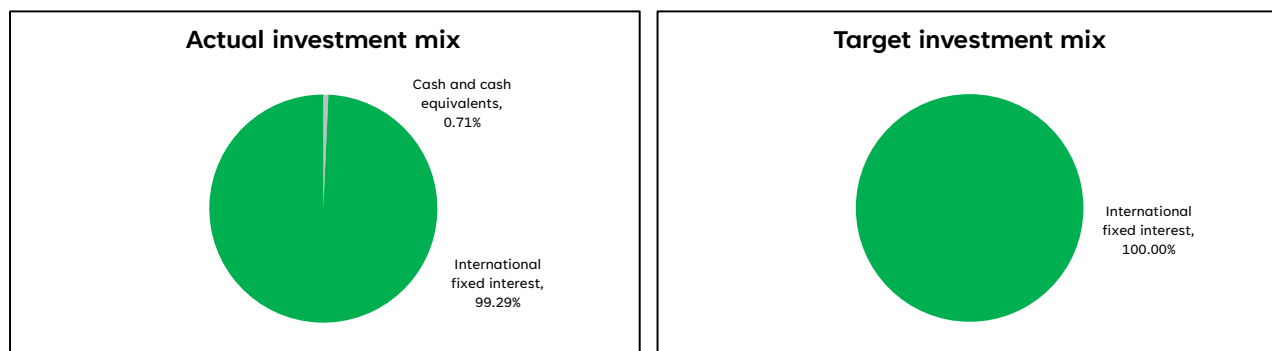 Actual investment mix
Cash and cash
equivalents,
0.71%
International
fixed interest,
99.29%
Target investment mix
International
fixed interest,
100.00%